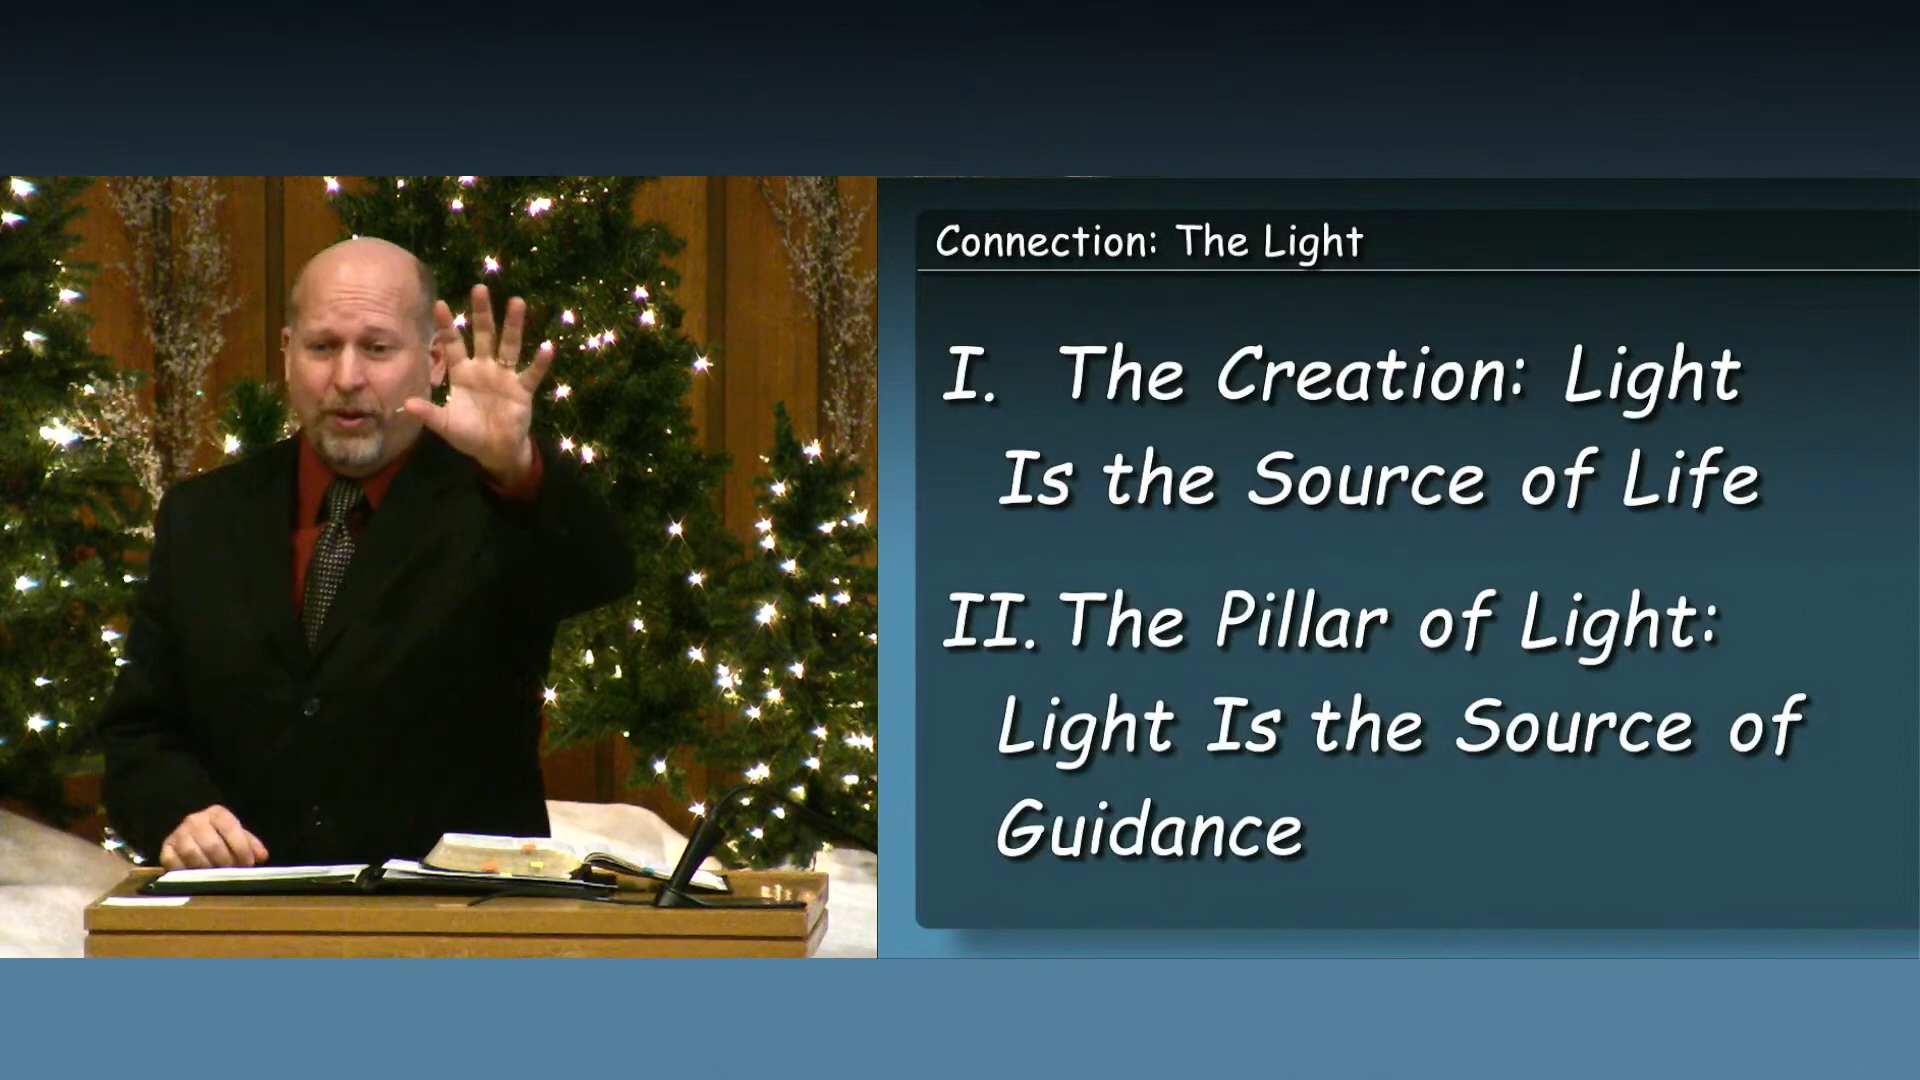 Connection: The Light
I. The Creation: Light
Is the Source of Life
II. The Pillar of Light:
Light Is the Source of
Guidance